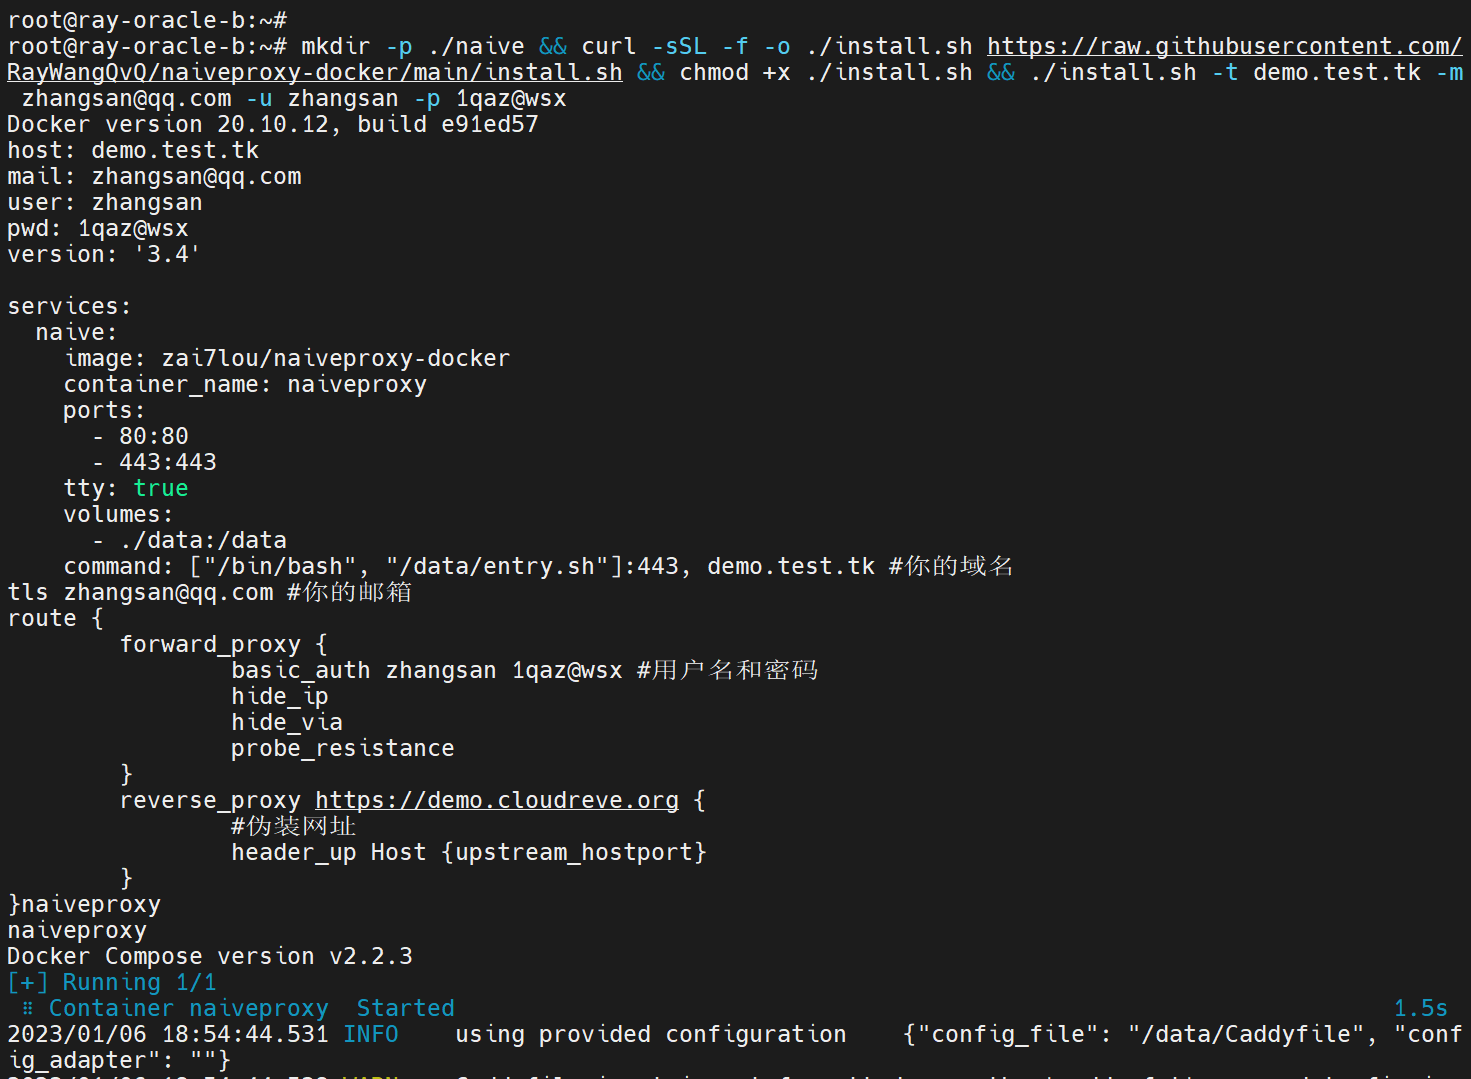 root@ray-oracle-b:~#
root@ray-oracle-b:~# mkdir -p ./naive && curl -sSL -f -o ./install.sh https://raw.githubusercontent.com/
RayWangQvQ/naiveproxy-docker/main/install.sh && chmod +x ./install.sh && ./install.sh -t demo.test.tk -m
zhangsan@qq.com -u zhangsan -p 1qaz@wsx
Docker version 20.10.12, build e91ed57
host: demo.test.tk
mail: zhangsan@qq.com
user: zhangsan
pwd: 1qaz@wsx
version: '3.4'
services:
  naive:
    image: zai7lou/naiveproxy-docker
    container_name: naiveproxy
    ports:
      - 80:80
      - 443:443
    tty: true
    volumes:
      - ./data:/data
    command: ["/bin/bash", "/data/entry.sh"]:443, demo.test.tk #你的域名
tls zhangsan@qq.com #你的邮箱
route {
        forward_proxy {
                basic_auth zhangsan 1qaz@wsx #用户名和密码
                hide_ip
                hide_via
                probe_resistance
        }
        reverse_proxy https://demo.cloudreve.org {
                #伪装网址
                header_up Host {upstream_hostport}
        }
}naiveproxy
naiveproxy
Docker Compose version v2.2.3
[+] Running 1/1
 ⠿ Container naiveproxy  Started 1.5s
2023/01/06 18:54:44.531 INFO    using provided configuration    {"config_file": "/data/Caddyfile", "conf
ig_adapter": ""}